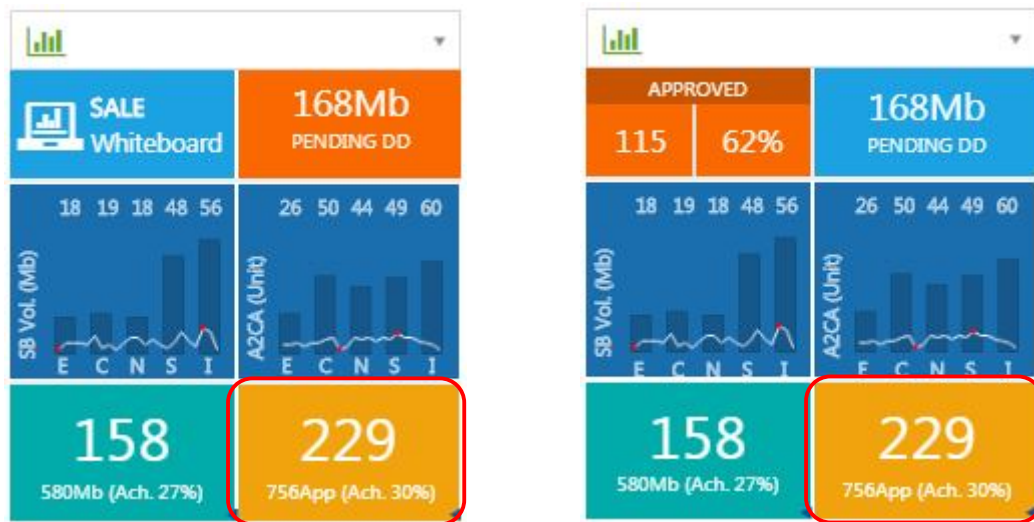 SALE
Whiteboard
168Mb
PENDING DD
SB Vol. (Mb)
18 19 18 48 56
E C N S I
A2CA (Unit)
26 50 44 49 60
E C N S I
158
580Mb (Ach. 27%)
229
756App (Ach. 30%)
APPROVED
115 62%
168Mb
PENDING DD
SB Vol. (Mb)
18 19 18 48 56
E C N S I
A2CA (Unit)
26 50 44 49 60
E C N S I
158
580Mb (Ach. 27%)
229
756App (Ach. 30%)